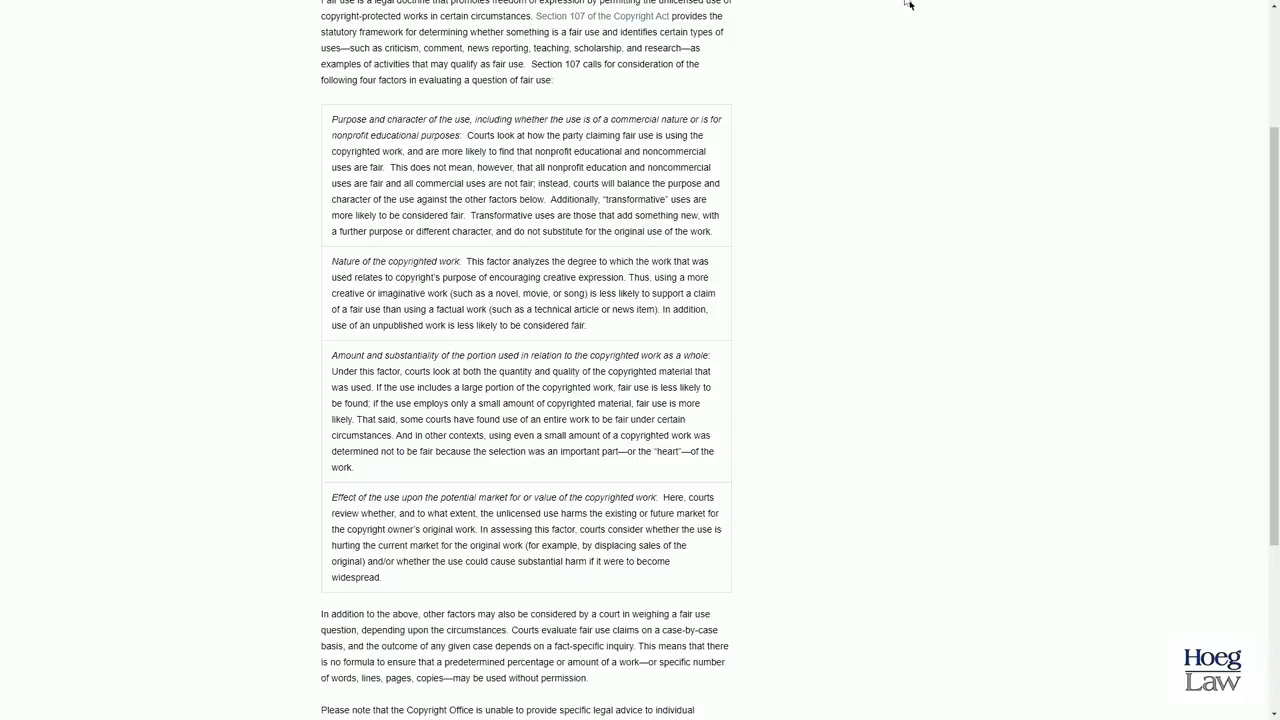 Fair use is a legal doctrine that promotes freedom of expression by permitting the unlicensed use of
copyright-protected works in certain circumstances. Section 107 of the Copyright Act provides the
statutory framework for determining whether something is a fair use and identifies certain types of
uses—such as criticism, comment, news reporting, teaching, scholarship, and research—as
examples of activities that may qualify as fair use. Section 107 calls for consideration of the
following four factors in evaluating a question of fair use:
Purpose and character of the use, including whether the use is of a commercial nature or is for
nonprofit educational purposes: Courts look at how the party claiming fair use is using the
copyrighted work, and are more likely to find that nonprofit educational and noncommercial
uses are fair. This does not mean, however, that all nonprofit education and noncommercial
uses are fair and all commercial uses are not fair; instead, courts will balance the purpose and
character of the use against the other factors below. Additionally, “transformative” uses are
more likely to be considered fair. Transformative uses are those that add something new, with
a further purpose or different character, and do not substitute for the original use of the work.
Nature of the copyrighted work: This factor analyzes the degree to which the work that was
used relates to copyright’s purpose of encouraging creative expression. Thus, using a more
creative or imaginative work (such as a novel, movie, or song) is less likely to support a claim
of a fair use than using a factual work (such as a technical article or news item). In addition,
use of an unpublished work is less likely to be considered fair.
Amount and substantiality of the portion used in relation to the copyrighted work as a whole:
Under this factor, courts look at both the quantity and quality of the copyrighted material that
was used. If the use includes a large portion of the copyrighted work, fair use is less likely to
be found; if the use employs only a small amount of copyrighted material, fair use is more
likely. That said, some courts have found use of an entire work to be fair under certain
circumstances. And in other contexts, using even a small amount of a copyrighted work was
determined not to be fair because the selection was an important part—or the “heart”—of the
work.
Effect of the use upon the potential market for or value of the copyrighted work: Here, courts
review whether, and to what extent, the unlicensed use harms the existing or future market for
the copyright owner’s original work. In assessing this factor, courts consider whether the use is
hurting the current market for the original work (for example, by displacing sales of the
original) and/or whether the use could cause substantial harm if it were to become
widespread.
In addition to the above, other factors may also be considered by a court in weighing a fair use
question, depending upon the circumstances. Courts evaluate fair use claims on a case-by-case
basis, and the outcome of any given case depends on a fact-specific inquiry. This means that there
is no formula to ensure that a predetermined percentage or amount of a work—or specific number
of words, lines, pages, copies—may be used without permission.
Please note that the Copyright Office is unable to provide specific legal advice to individual
Hoeg
Law